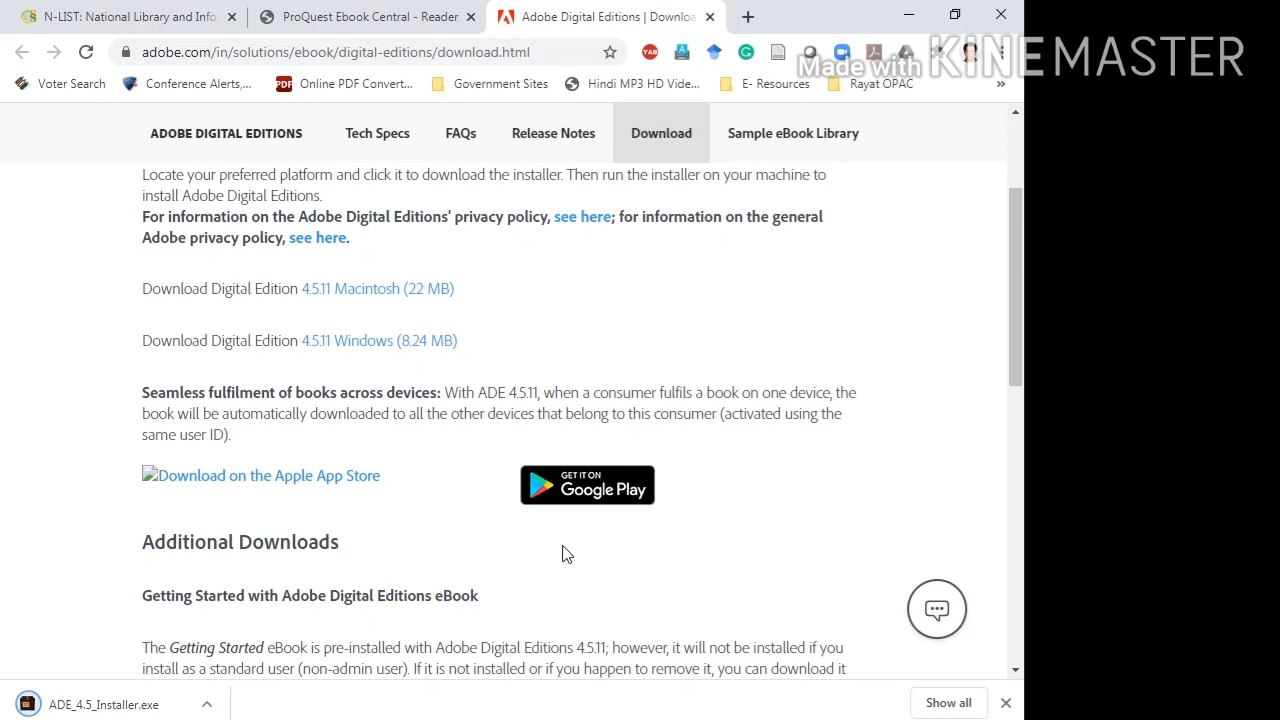 N-LIST: National Library and Info
ProQuest Ebook Central - Reader
Adobe Digital Editions | Downloa
adobe.com/in/solutions/ebook/digital-editions/download.html
YAB
Made with KINEMASTER
Voter Search
Conference Alerts,...
PDF
Online PDF Convert...
Government Sites
Hindi MP3 HD Vide...
E- Resources
Rayat OPAC
»
ADOBE DIGITAL EDITIONS
Tech Specs
FAQs
Release Notes
Download
Sample eBook Library
Locate your preferred platform and click it to download the installer. Then run the installer on your machine to
install Adobe Digital Editions.
For information on the Adobe Digital Editions' privacy policy, see here; for information on the general
Adobe privacy policy, see here.
Download Digital Edition 4.5.11 Macintosh (22 MB)
Download Digital Edition 4.5.11 Windows (8.24 MB)
Seamless fulfilment of books across devices: With ADE 4.5.11, when a consumer fulfils a book on one device, the
book will be automatically downloaded to all the other devices that belong to this consumer (activated using the
same user ID).
Download on the Apple App Store
GET IT ON
Google Play
Additional Downloads
Getting Started with Adobe Digital Editions eBook
The Getting Started eBook is pre-installed with Adobe Digital Editions 4.5.11; however, it will not be installed if you
install as a standard user (non-admin user). If it is not installed or if you happen to remove it, you can download it
ADE_4.5_Installer.exe
Show all